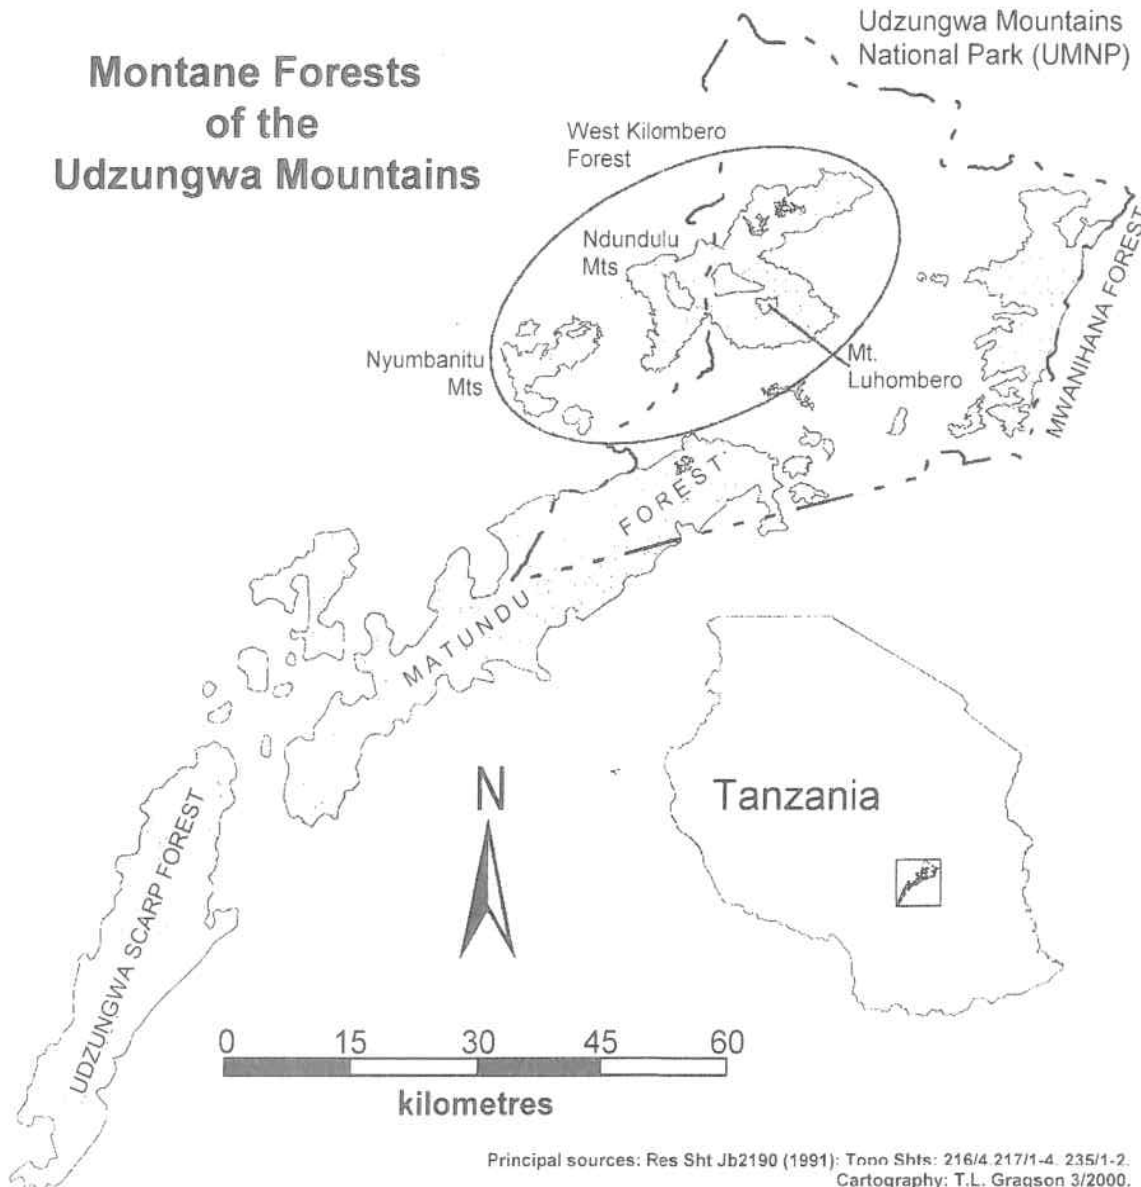 Montane Forests
of the
Udzungwa Mountains
Udzungwa Mountains
National Park (UMNP)
West Kilombero
Forest
Ndundulu
Mts
Nyumbanitu
Mts
Mt.
Luhombero
MWANIHANA FOREST
MATUNDU FOREST
UDZUNGWA SCARP FOREST
N
Tanzania
0 15 30 45 60
kilometres
Principal sources: Res Sht Jb2190 (1991); Topo Shts: 216/4.217/1-4. 235/1-2.
Cartography: T.L. Gragson 3/2000.